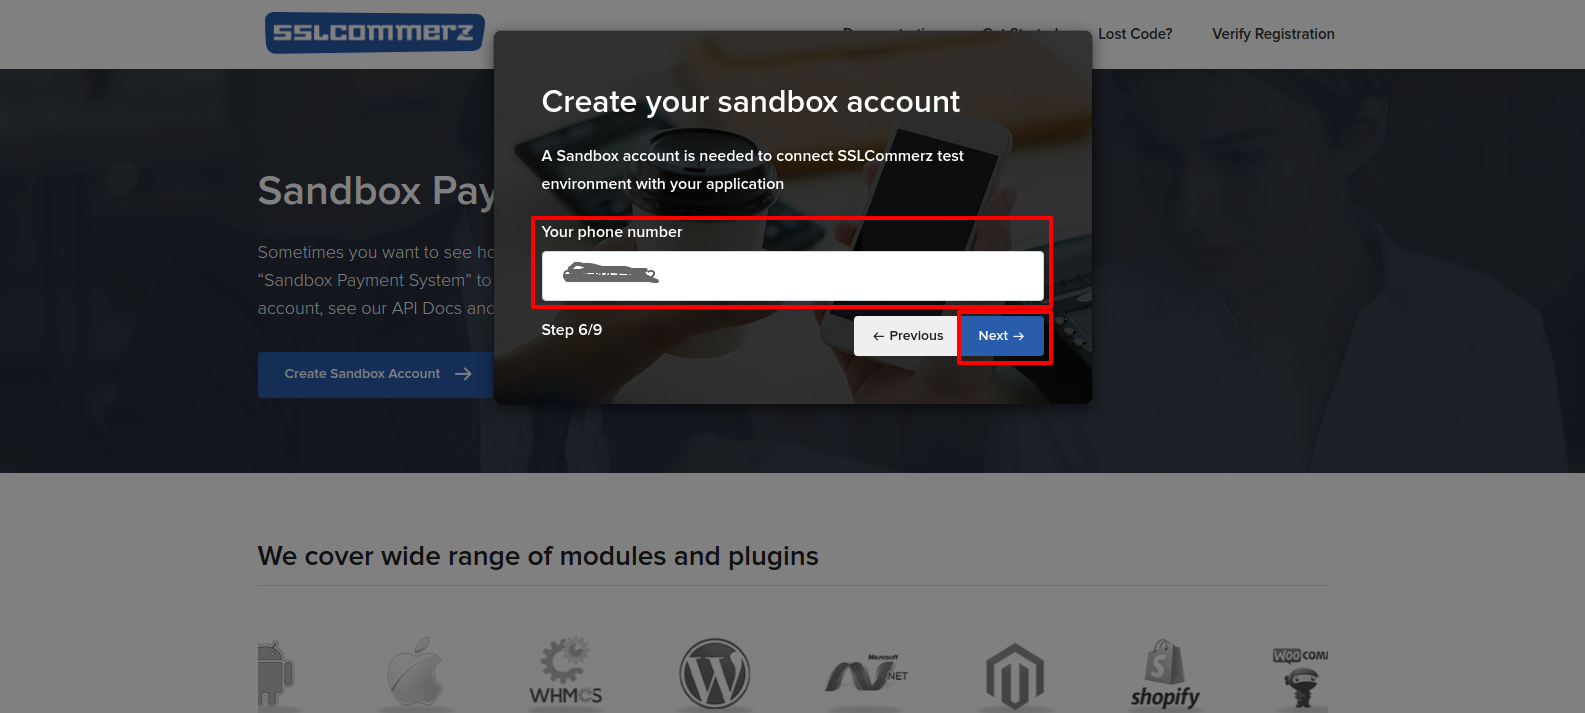 SSLCOMMERZ
Lost Code?
Verify Registration
Create your sandbox account
A Sandbox account is needed to connect SSLCommerz test
environment with your application
Your phone number
Step 6/9
← Previous
Next →
Sandbox Pay
Sometimes you want to see ho
“Sandbox Payment System” to
account, see our API Docs and
Create Sandbox Account →
We cover wide range of modules and plugins
WHMCS
Microsoft
.NET
shopify
WOO COMM